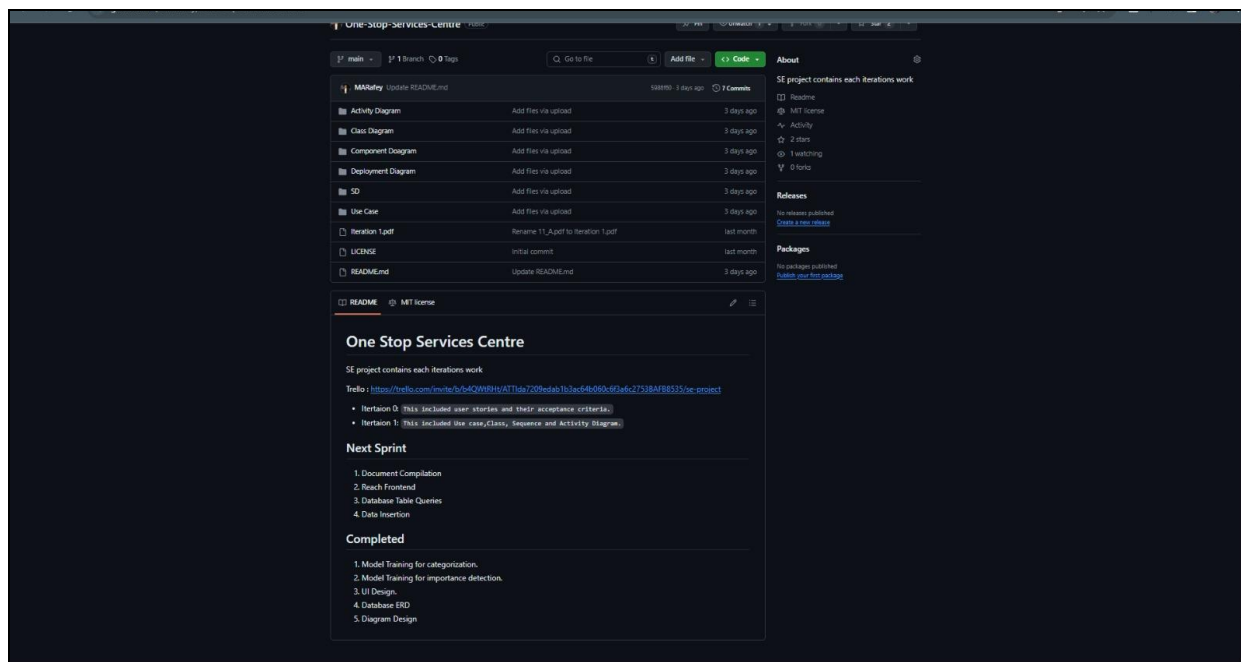 One-Stop-Services-Centre Public
main 1 Branch 0 Tags Go to file t Add file Code
MARafey Update README.md 3 days ago 7 Commits
Activity Diagram Add files via upload 3 days ago
Class Diagram Add files via upload 3 days ago
Component Doagram Add files via upload 3 days ago
Deployment Diagram Add files via upload 3 days ago
SD Add files via upload 3 days ago
Use Case Add files via upload 3 days ago
Iteration 1.pdf Rename 11_A.pdf to Iteration 1.pdf last month
LICENSE Initial commit last month
README.md Update README.md 3 days ago
README MIT license
One Stop Services Centre
SE project contains each iterations work
Trello : https://trello.com/invite/b/b4QWtRHt/ATTIda7209edab1b3ac64b060c6f3a6c27538AFB8535/se-project
Itertaion 0: This included user stories and their acceptance criteria.
Itertaion 1: This included Use case,Class, Sequence and Activity Diagram.
Next Sprint
1. Document Compilation
2. Reach Frontend
3. Database Table Queries
4. Data Insertion
Completed
1. Model Training for categorization.
2. Model Training for importance detection.
3. UI Design.
4. Database ERD
5. Diagram Design
About
SE project contains each iterations work
Readme
MIT license
Activity
2 stars
1 watching
0 forks
Releases
No releases published
Create a new release
Packages
No packages published
Publish your first package